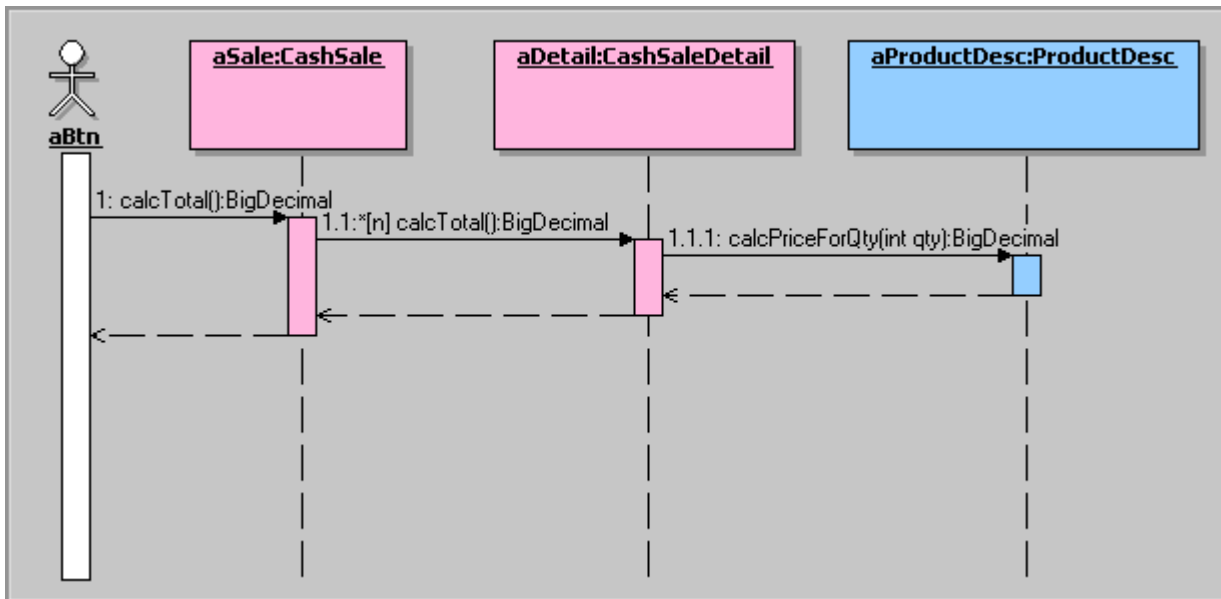 aSale:CashSale
aDetail:CashSaleDetail
aProductDesc:ProductDesc
aBtn
1: calcTotal():BigDecimal
1.1:*[n] calcTotal():BigDecimal
1.1.1: calcPriceForQty(int qty):BigDecimal